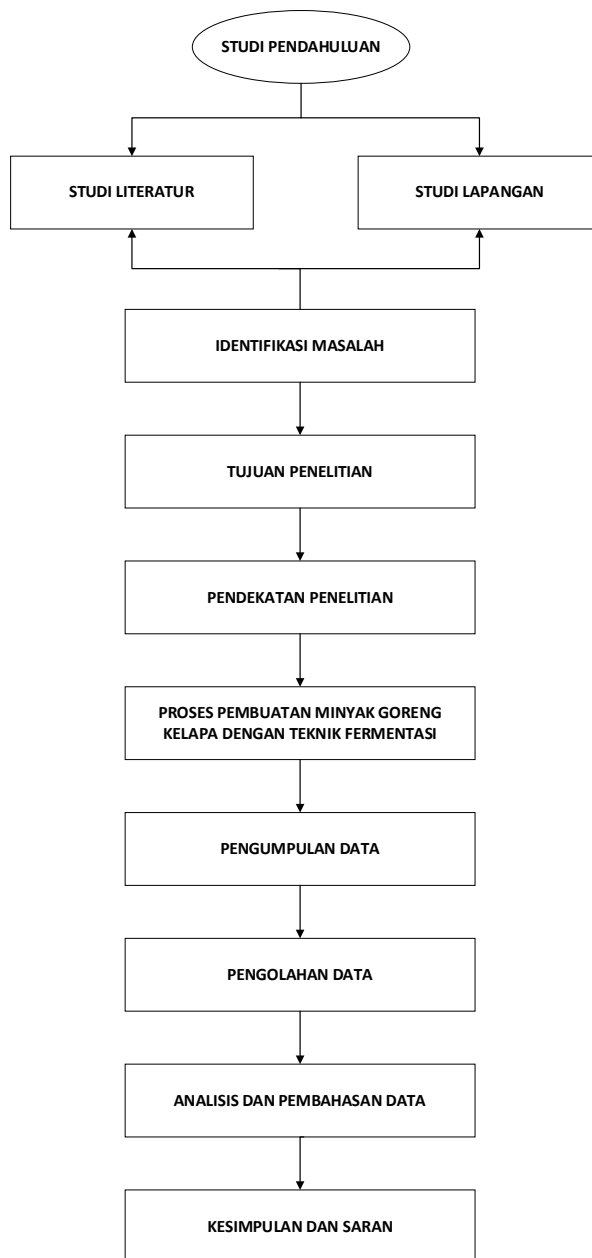 STUDI PENDAHULUAN
STUDI LITERATUR
STUDI LAPANGAN
IDENTIFIKASI MASALAH
TUJUAN PENELITIAN
PENDEKATAN PENELITIAN
PROSES PEMBUATAN MINYAK GORENG
KELAPA DENGAN TEKNIK FERMENTASI
PENGUMPULAN DATA
PENGOLAHAN DATA
ANALISIS DAN PEMBAHASAN DATA
KESIMPULAN DAN SARAN